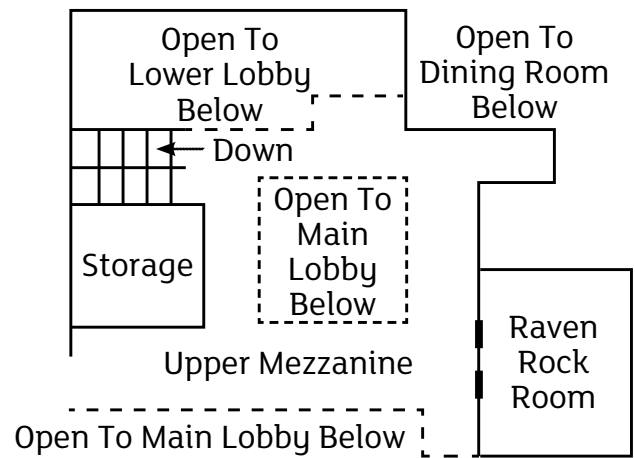 Open To
Lower Lobby
Below
Open To
Dining Room
Below
Down
Open To
Main
Lobby
Below
Storage
Raven
Rock
Room
Upper Mezzanine
Open To Main Lobby Below